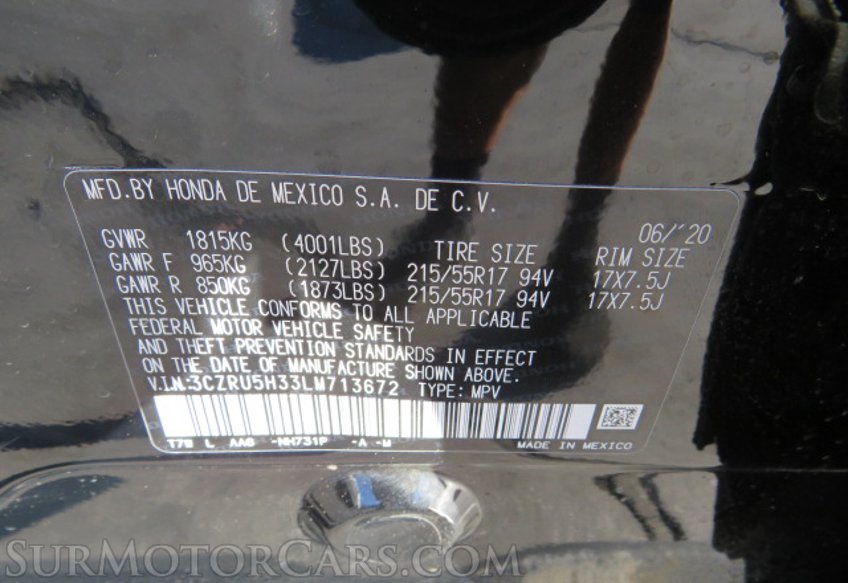 MFD. BY HONDA DE MEXICO S.A. DE C.V.
06/'20
GVWR 1815KG (4001LBS) TIRE SIZE RIM SIZE
GAWR F 965KG (2127LBS) 215/55R17 94V 17X7.5J
GAWR R 850KG (1873LBS) 215/55R17 94V 17X7.5J
THIS VEHICLE CONFORMS TO ALL APPLICABLE
FEDERAL MOTOR VEHICLE SAFETY
AND THEFT PREVENTION STANDARDS IN EFFECT
ON THE DATE OF MANUFACTURE SHOWN ABOVE.
V.I.N:3CZRU5H33LM713672 TYPE: MPV
T7W L AA6 -NH731P -A -M MADE IN MEXICO
SURMOTORCARS.COM